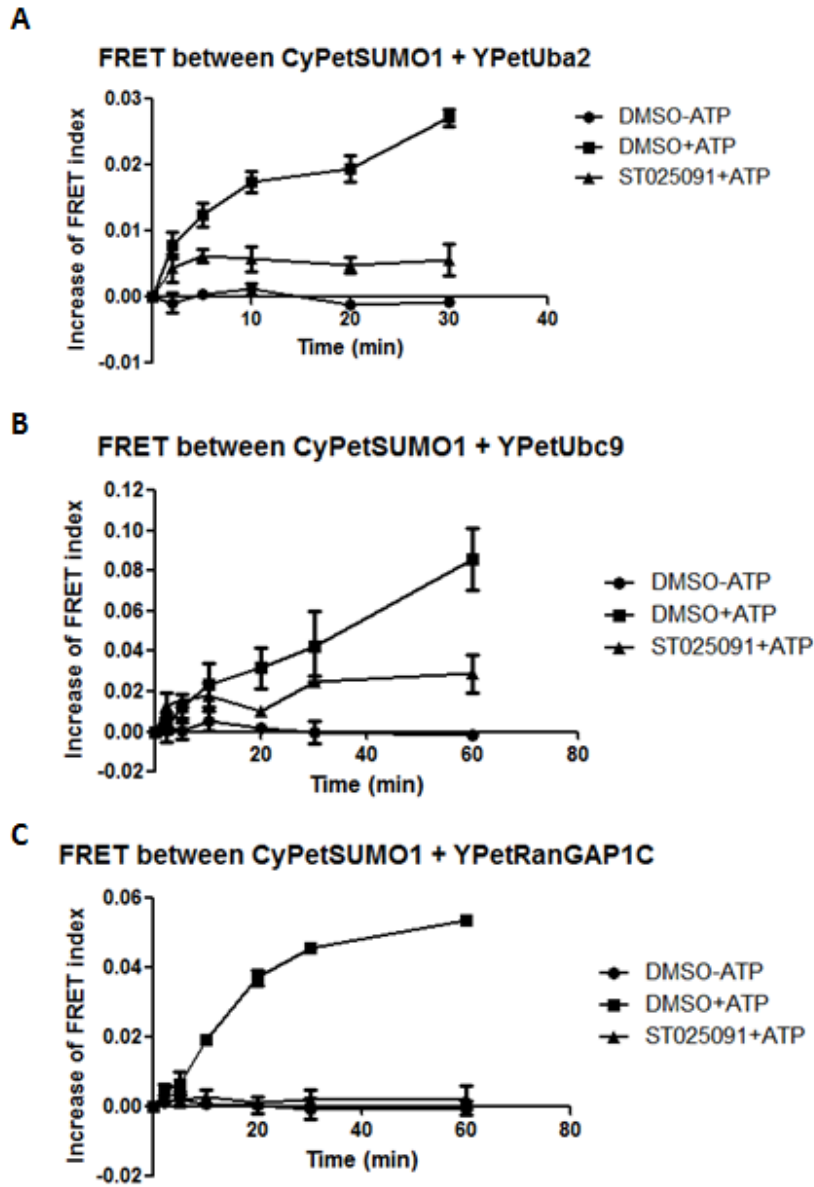 A
FRET between CyPetSUMO1 + YPetUba2
Increase of FRET index
0.03
0.02
0.01
0.00
-0.01
10
20
30
40
Time (min)
DMSO-ATP
DMSO+ATP
ST025091+ATP
B
FRET between CyPetSUMO1 + YPetUbc9
Increase of FRET index
0.12
0.10
0.08
0.06
0.04
0.02
0.00
-0.02
20
40
60
80
Time (min)
DMSO-ATP
DMSO+ATP
ST025091+ATP
C
FRET between CyPetSUMO1 + YPetRanGAP1C
Increase of FRET index
0.06
0.04
0.02
0.00
-0.02
20
40
60
80
Time (min)
DMSO-ATP
DMSO+ATP
ST025091+ATP